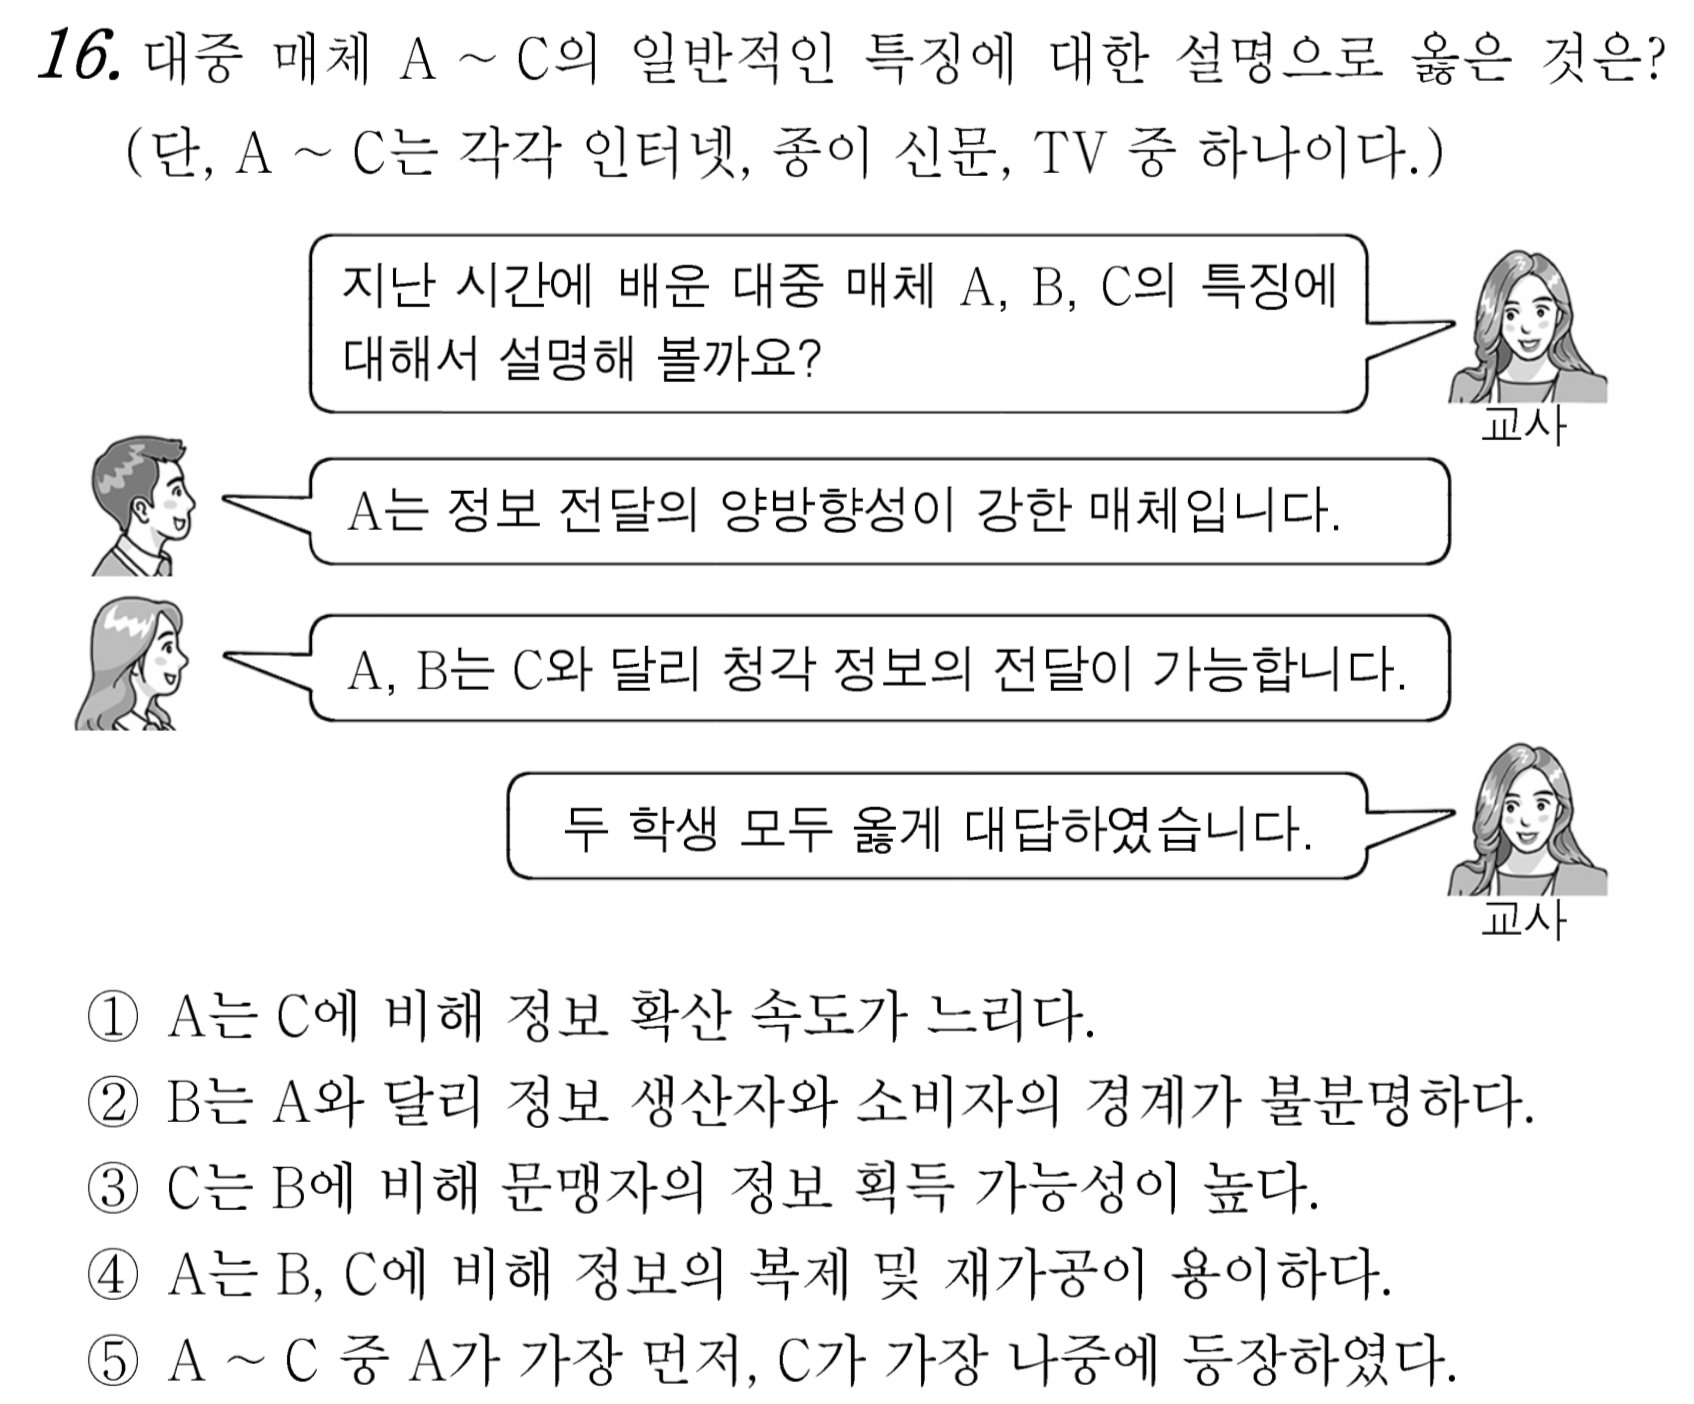 16. 대중 매체 A ~ C의 일반적인 특징에 대한 설명으로 옳은 것은?
(단, A ~ C는 각각 인터넷, 종이 신문, TV 중 하나이다.)
지난 시간에 배운 대중 매체 A, B, C의 특징에
대해서 설명해 볼까요?
교사
A는 정보 전달의 양방향성이 강한 매체입니다.
A, B는 C와 달리 청각 정보의 전달이 가능합니다.
두 학생 모두 옳게 대답하였습니다.
교사
① A는 C에 비해 정보 확산 속도가 느리다.
② B는 A와 달리 정보 생산자와 소비자의 경계가 불분명하다.
③ C는 B에 비해 문맹자의 정보 획득 가능성이 높다.
④ A는 B, C에 비해 정보의 복제 및 재가공이 용이하다.
⑤ A ~ C 중 A가 가장 먼저, C가 가장 나중에 등장하였다.